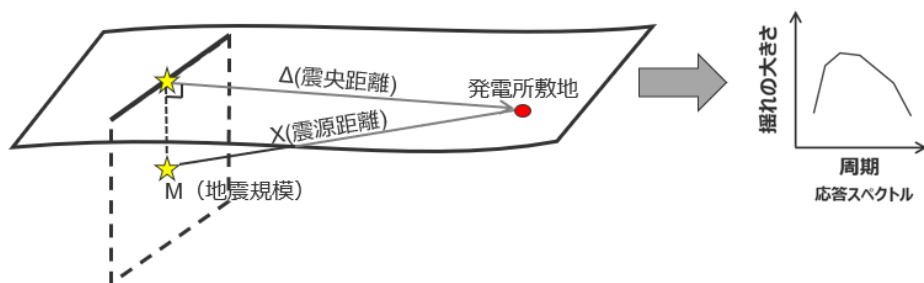 Δ(震央距離)
発電所敷地
X(震源距離)
M（地震規模）
揺れの大きさ
周期
応答スペクトル